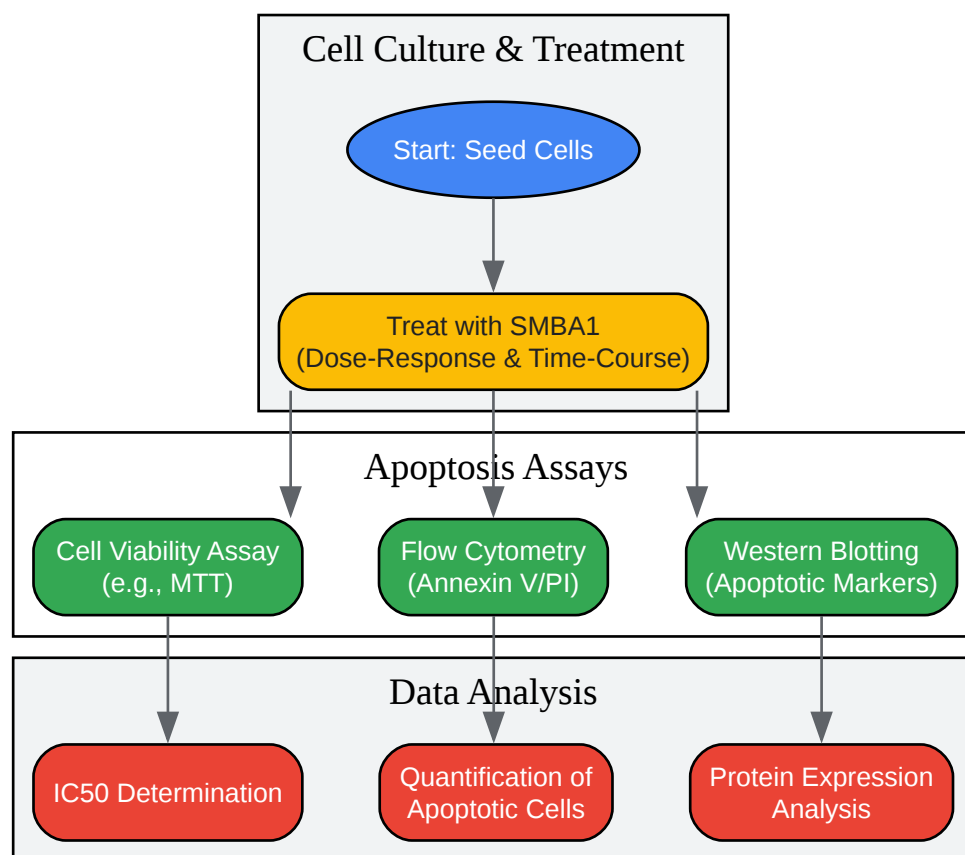 Cell Culture & Treatment
Start: Seed Cells
Treat with SMBA1
(Dose-Response & Time-Course)
Apoptosis Assays
Cell Viability Assay
(e.g., MTT)
Flow Cytometry
(Annexin V/PI)
Western Blotting
(Apoptotic Markers)
Data Analysis
IC50 Determination
Quantification of
Apoptotic Cells
Protein Expression
Analysis